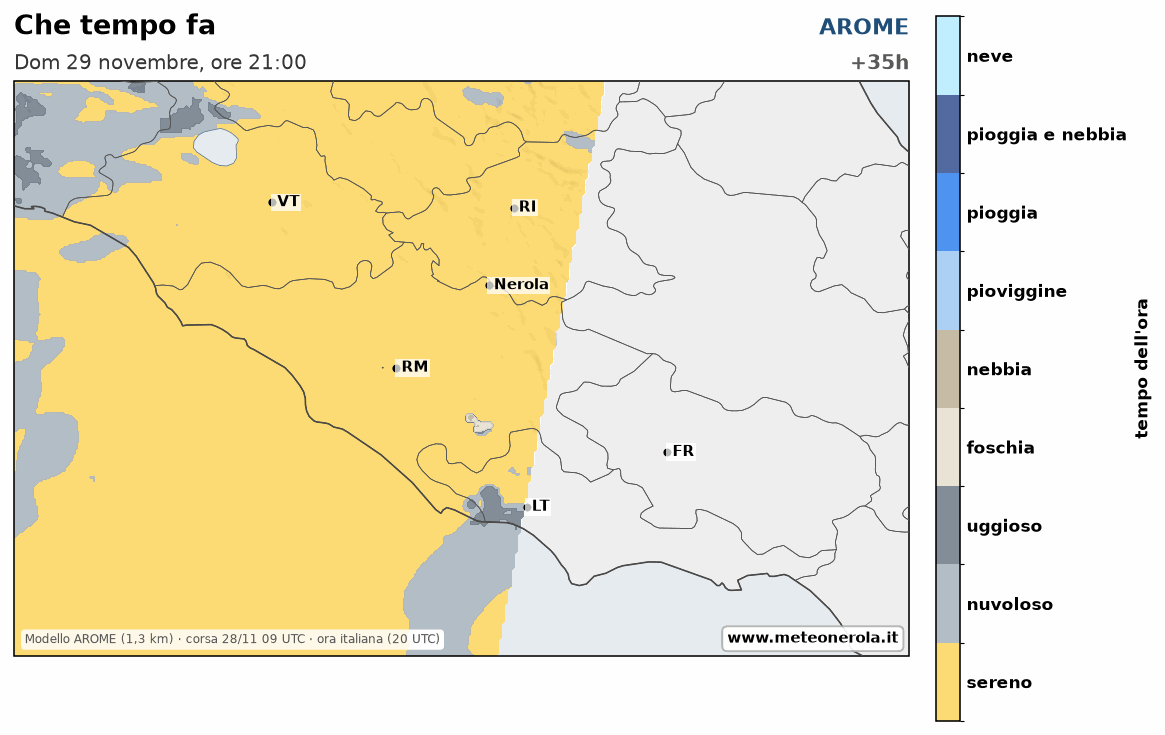 Che tempo fa
AROME
Dom 29 novembre, ore 21:00
+35h
VT
RI
Nerola
RM
FR
LT
Modello AROME (1,3 km) · corsa 28/11 09 UTC · ora italiana (20 UTC)
www.meteonerola.it
neve
pioggia e nebbia
pioggia
pioviggine
nebbia
foschia
uggioso
nuvoloso
sereno
tempo dell'ora